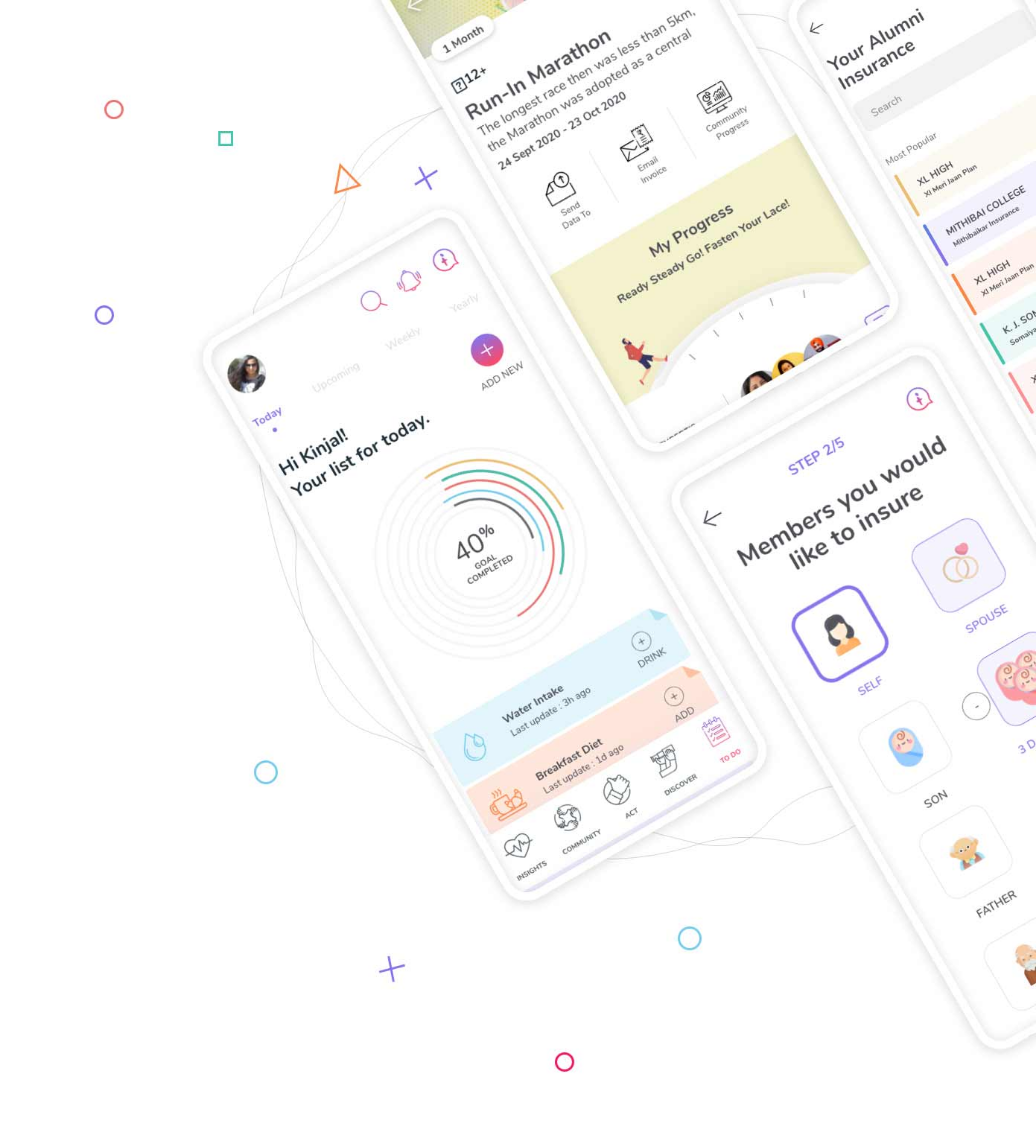 1 Month
12+
Run-In Marathon
The longest race then was less than 5km,
the Marathon was adopted as a central
24 Sept 2020 - 23 Oct 2020
Send
Data To
Email
Invoice
Community
Progress
My Progress
Ready Steady Go! Fasten Your Lace!
Your Alumni
Insurance
Search
Most Popular
XL HIGH
Xl Meri Jaan Plan
MITHIBAI COLLEGE
Mithibaikar Insurance
XL HIGH
Xl Meri Jaan Plan
K. J. SOM
Somaiya
Today
Upcoming
Weekly
Yearly
ADD NEW
Hi Kinjal!
Your list for today.
40%
GOAL
COMPLETED
Water Intake
Last update : 3h ago
DRINK
Breakfast Diet
Last update : 1d ago
ADD
INSIGHTS
COMMUNITY
ACT
DISCOVER
TO DO
STEP 2/5
Members you would
like to insure
SELF
SPOUSE
-
SON
3 D
FATHER